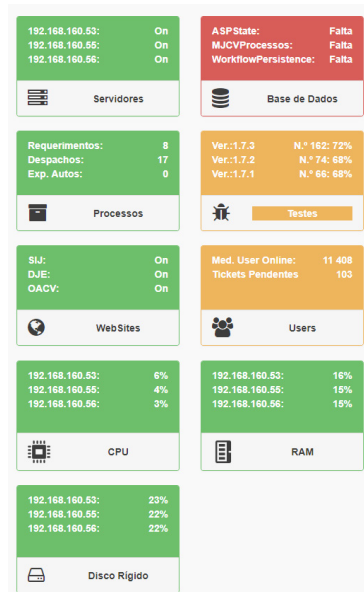 192.168.160.53: On
192.168.160.55: On
192.168.160.56: On
Servidores
ASPState: Falta
MJCVProcessos: Falta
WorkflowPersistence: Falta
Base de Dados
Requerimentos: 8
Despachos: 17
Exp. Autos: 0
Processos
Ver.:1.7.3 N.º 162: 72%
Ver.:1.7.2 N.º 74: 68%
Ver.:1.7.1 N.º 66: 68%
Testes
SIJ: On
DJE: On
OACV: On
WebSites
Med. User Online: 11 408
Tickets Pendentes 103
Users
192.168.160.53: 6%
192.168.160.55: 4%
192.168.160.56: 3%
CPU
192.168.160.53: 16%
192.168.160.55: 15%
192.168.160.56: 15%
RAM
192.168.160.53: 23%
192.168.160.55: 22%
192.168.160.56: 22%
Disco Rígido